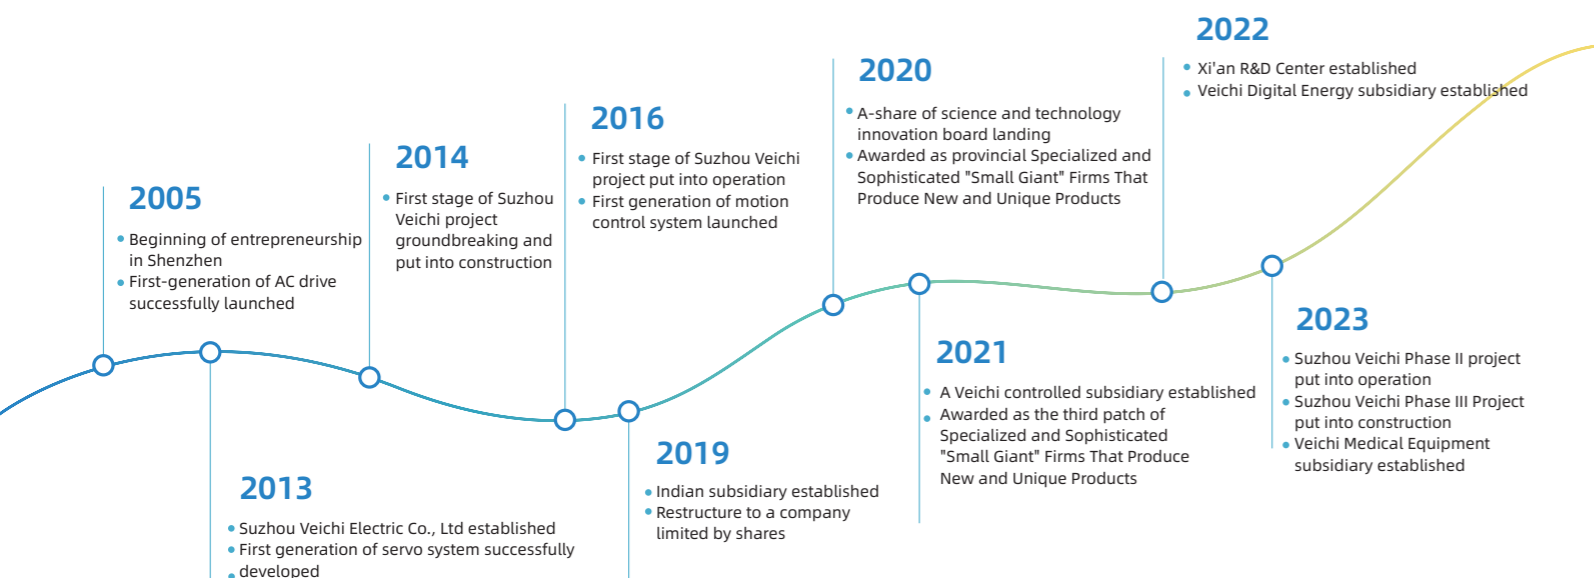 2005
Beginning of entrepreneurship
in Shenzhen
First-generation of AC drive
successfully launched
2013
Suzhou Veichi Electric Co., Ltd established
First generation of servo system successfully
developed
2014
First stage of Suzhou
Veichi project
groundbreaking and
put into construction
2016
First stage of Suzhou Veichi
project put into operation
First generation of motion
control system launched
2019
Indian subsidiary established
Restructure to a company
limited by shares
2020
A-share of science and technology
innovation board landing
Awarded as provincial Specialized and
Sophisticated "Small Giant" Firms That
Produce New and Unique Products
2021
A Veichi controlled subsidiary established
Awarded as the third patch of
Specialized and Sophisticated
"Small Giant" Firms That Produce
New and Unique Products
2022
Xi'an R&D Center established
Veichi Digital Energy subsidiary established
2023
Suzhou Veichi Phase II project
put into operation
Suzhou Veichi Phase III Project
put into construction
Veichi Medical Equipment
subsidiary established